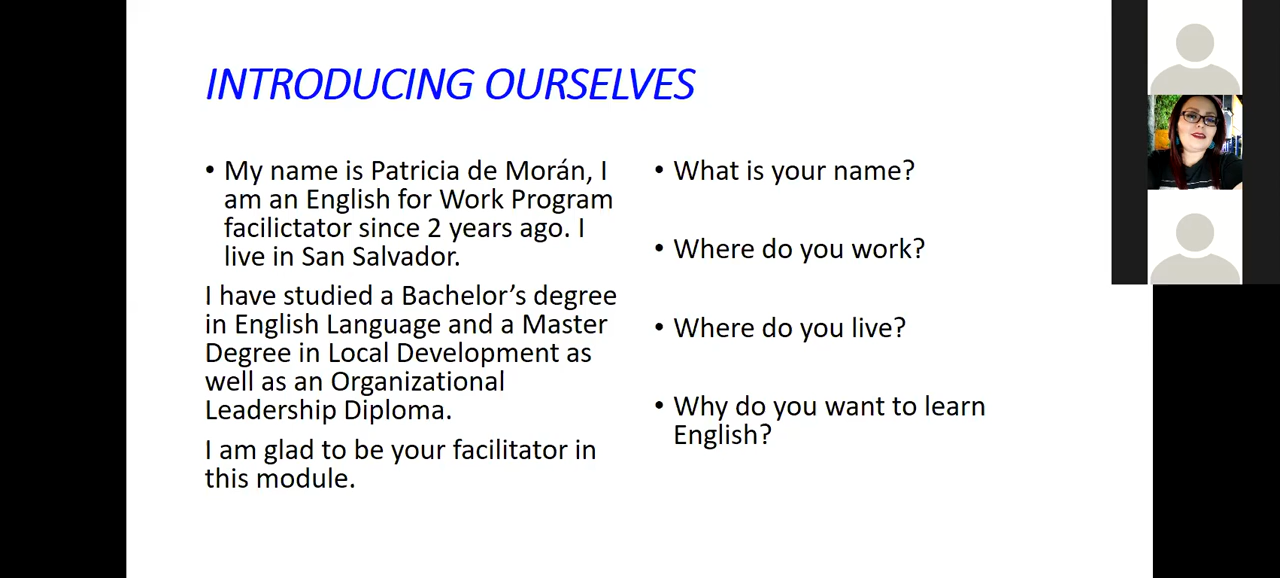 INTRODUCING OURSELVES
• My name is Patricia de Morán, I
am an English for Work Program
facilictator since 2 years ago. I
live in San Salvador.
I have studied a Bachelor’s degree
in English Language and a Master
Degree in Local Development as
well as an Organizational
Leadership Diploma.
I am glad to be your facilitator in
this module.
• What is your name?
• Where do you work?
• Where do you live?
• Why do you want to learn
English?